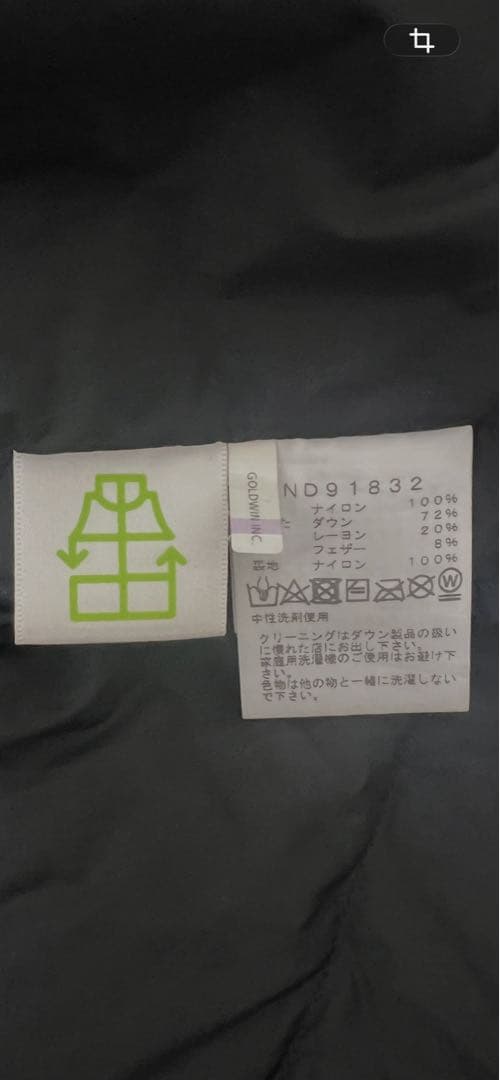 GOLDWIN INC.
ND91832
ナイロン 100%
ダウン 72%
レーヨン 20%
フェザー 8%
ナイロン 100%
W
中性洗剤使用
クリーニングはダウン製品の扱い
に慣れた店にお出し下さい。
家庭用洗濯機のご使用はお避け下
さい。
色物は他の物と一緒に洗濯しない
で下さい。